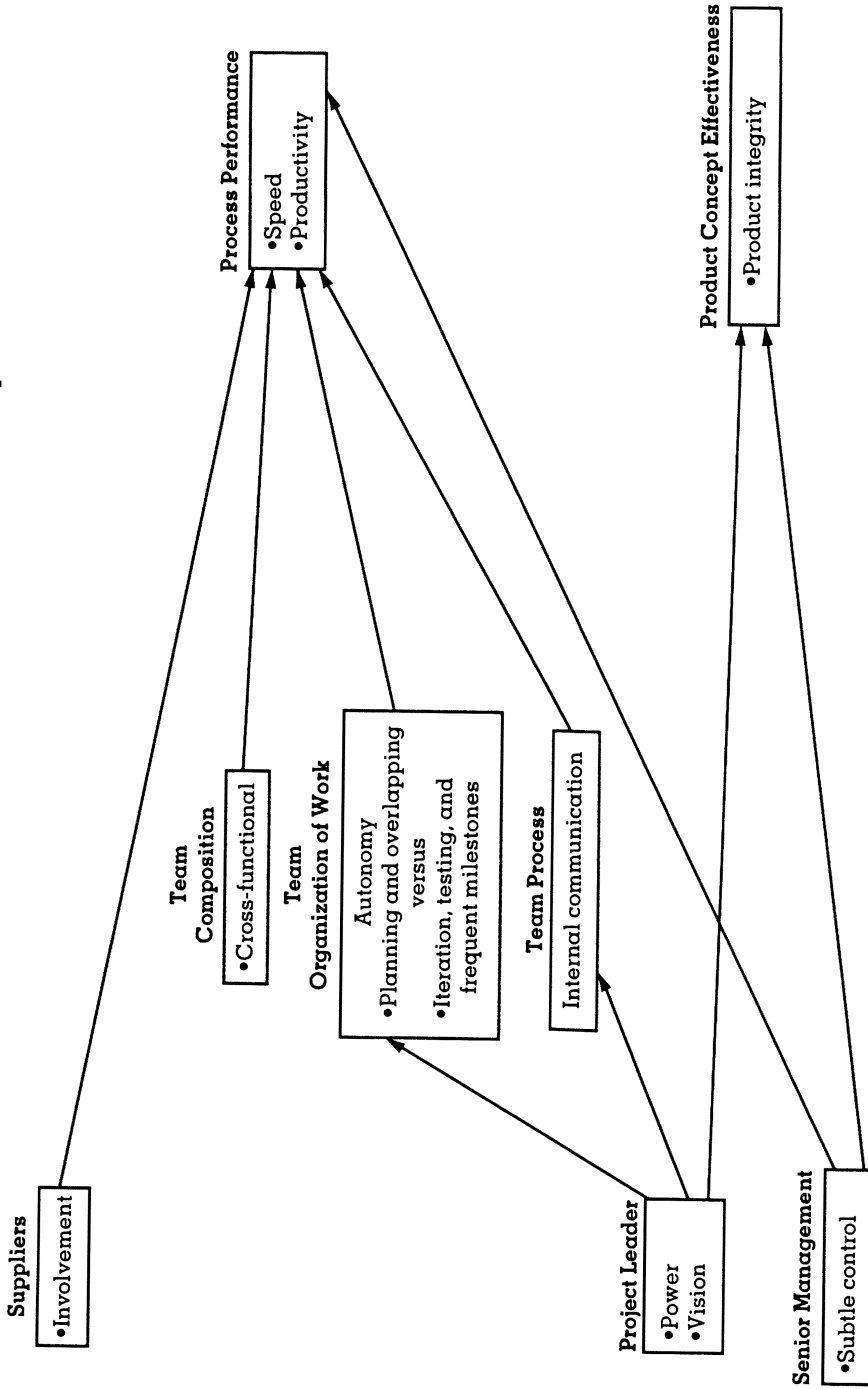 Suppliers
•Involvement
Team
Composition
•Cross-functional
Team
Organization of Work
Autonomy
•Planning and overlapping
versus
•Iteration, testing, and
frequent milestones
Team Process
Internal communication
Project Leader
•Power
•Vision
Senior Management
•Subtle control
Process Performance
•Speed
•Productivity
Product Concept Effectiveness
•Product integrity